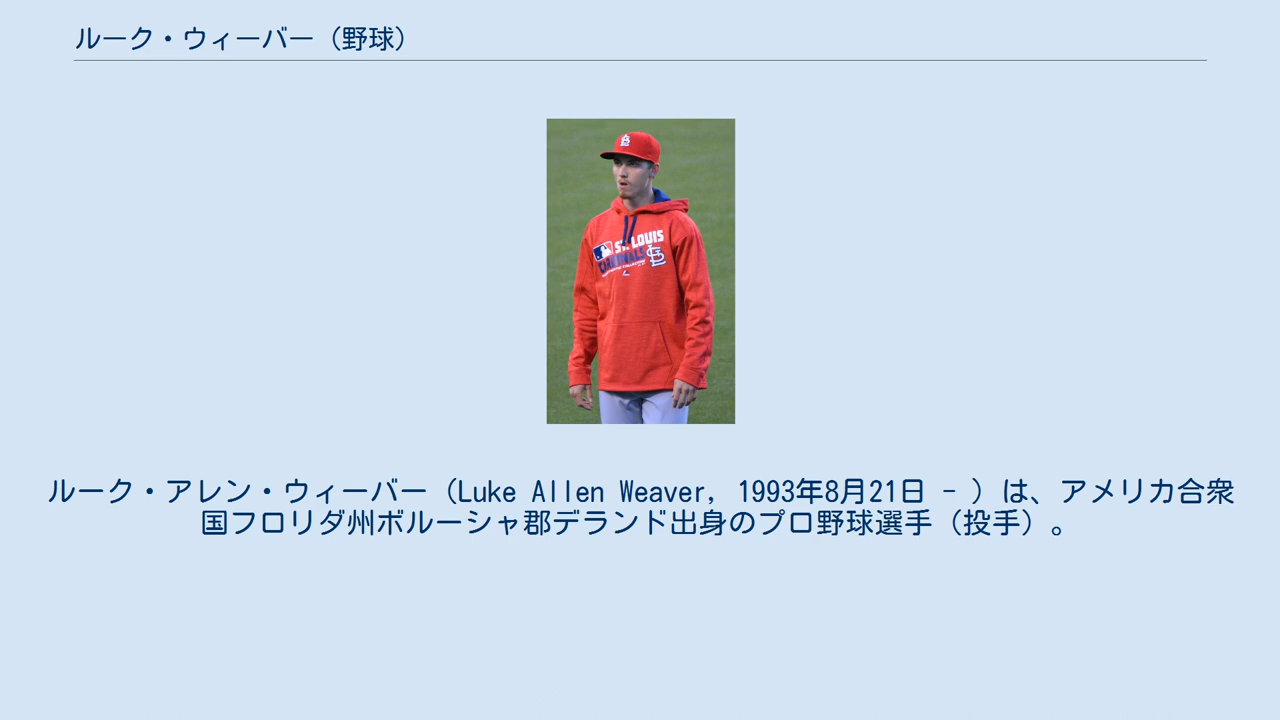 ルーク・ウィーバー（野球）
ST. LOUIS
CARDINALS
ルーク・アレン・ウィーバー（Luke Allen Weaver, 1993年8月21日 - ）は、アメリカ合衆
国フロリダ州ボルーシャ郡デランド出身のプロ野球選手（投手）。